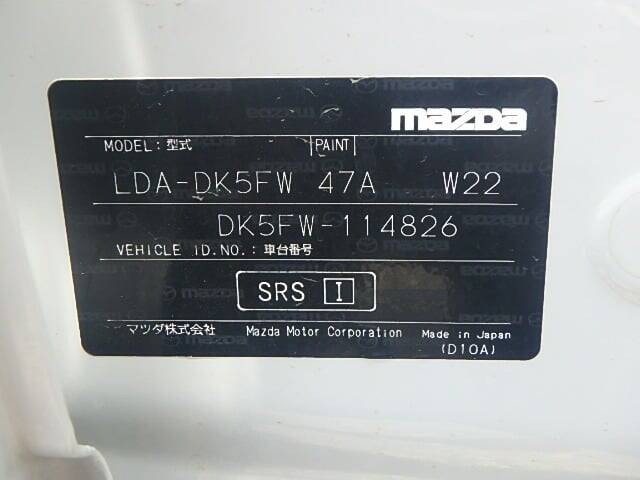 mazda
MODEL: 型式 PAINT
LDA-DK5FW 47A W22
DK5FW-114826
VEHICLE ID.NO.: 車台番号
SRS I
マツダ株式会社 Mazda Motor Corporation Made in Japan
(D10A)